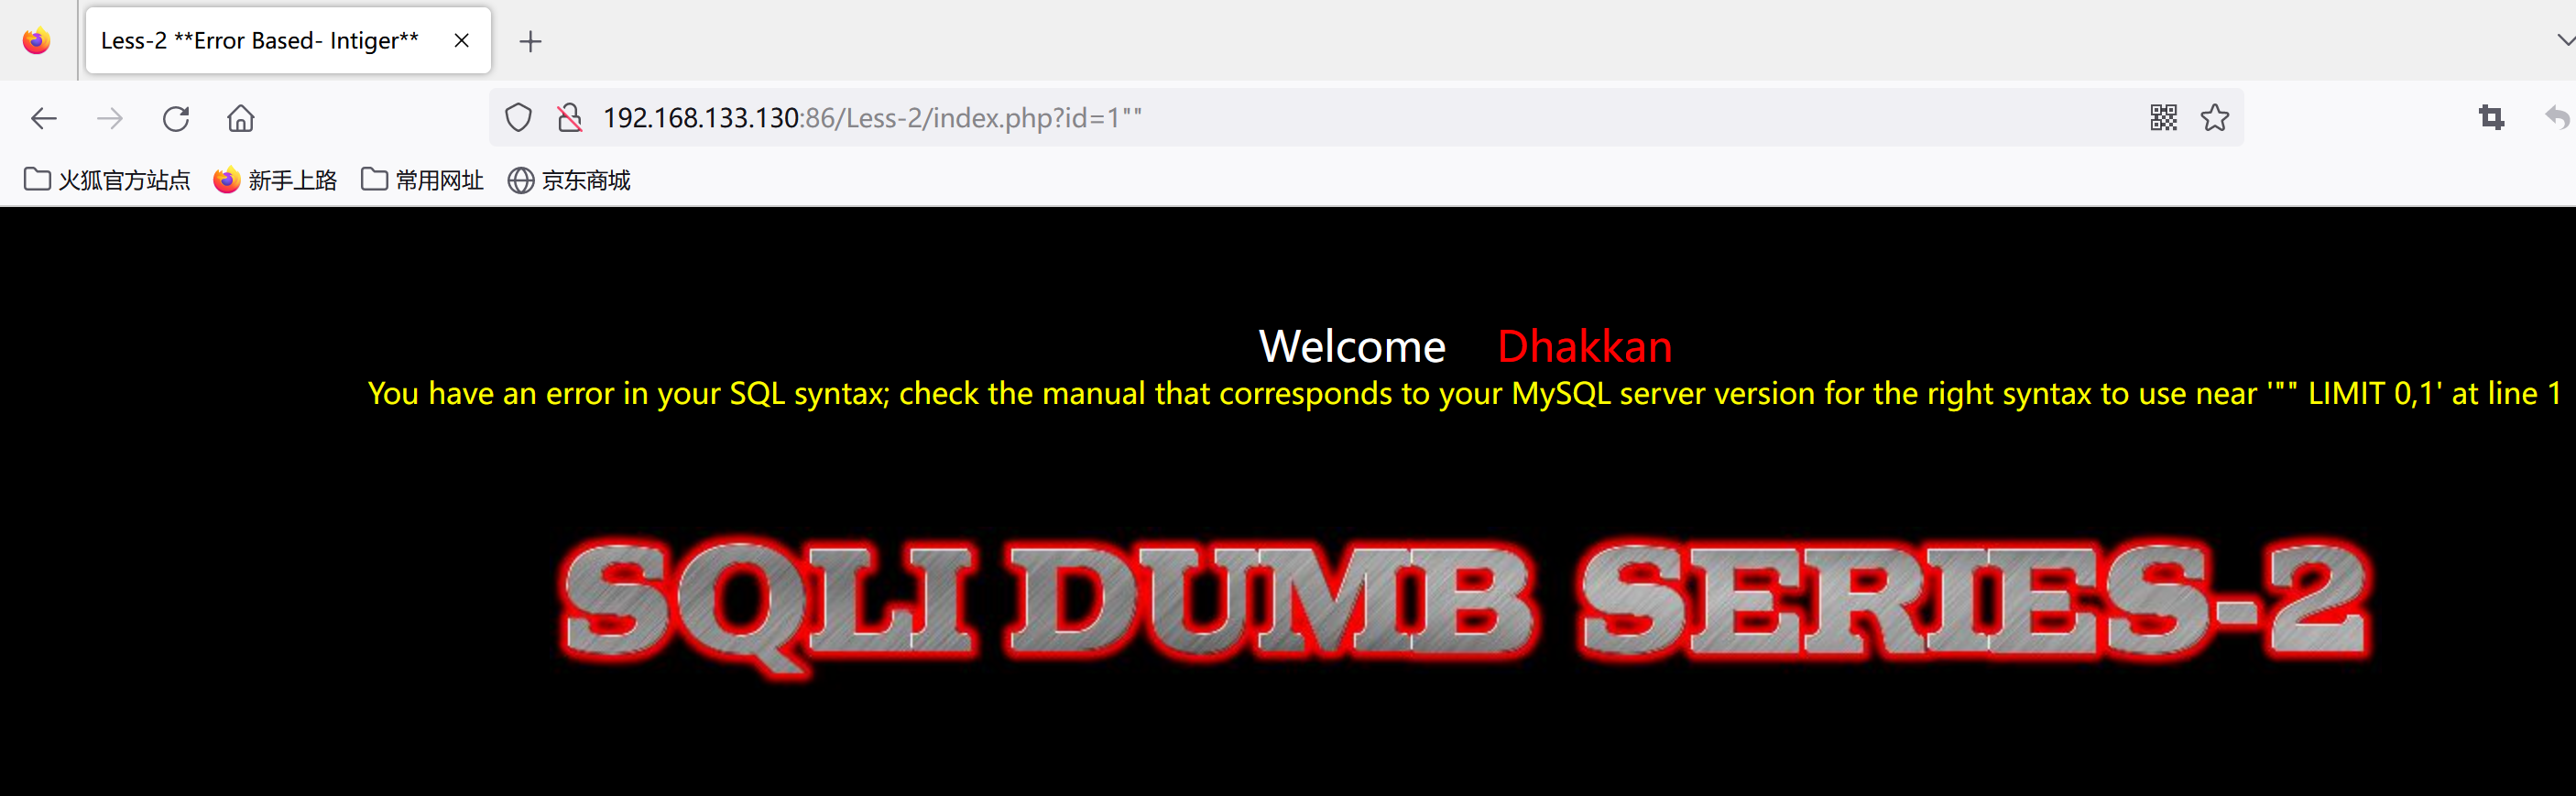 Less-2 **Error Based- Intiger**
192.168.133.130:86/Less-2/index.php?id=1""
火狐官方站点 新手上路 常用网址 京东商城
Welcome Dhakkan
You have an error in your SQL syntax; check the manual that corresponds to your MySQL server version for the right syntax to use near '"" LIMIT 0,1' at line 1
SQLI DUMB SERIES-2